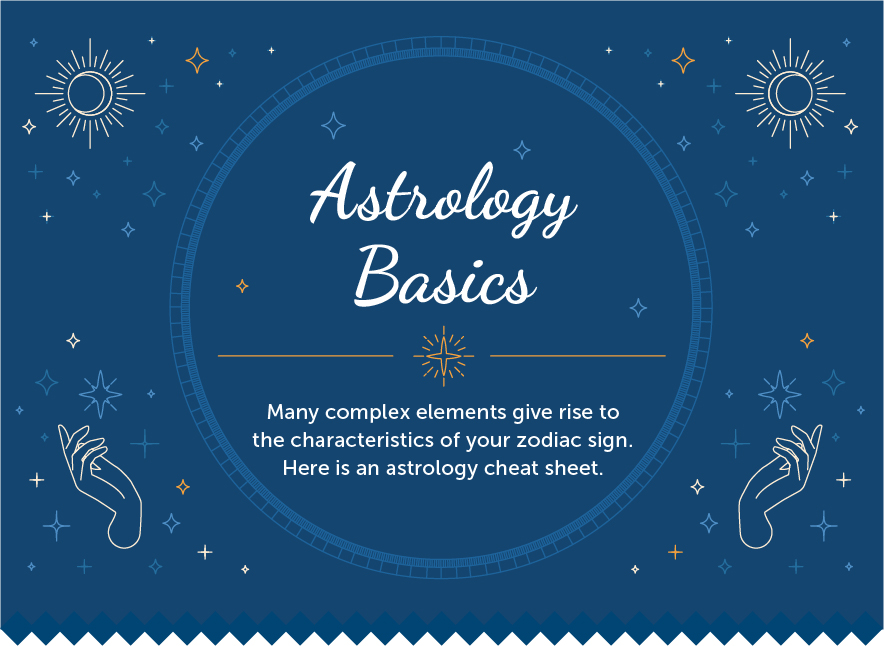 Astrology
Basics
Many complex elements give rise to
the characteristics of your zodiac sign.
Here is an astrology cheat sheet.